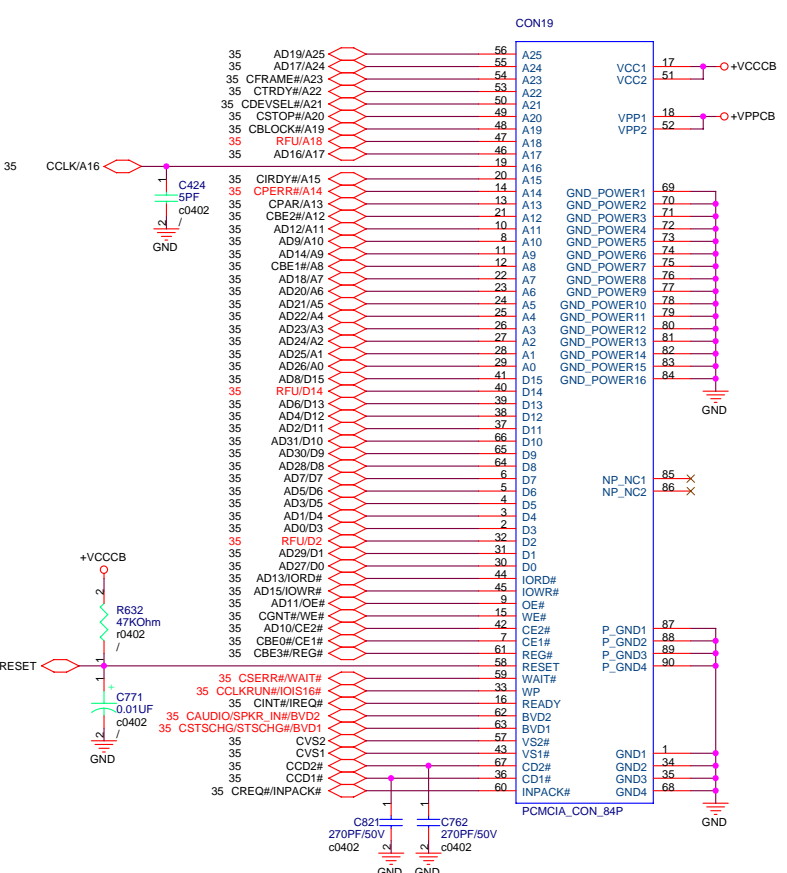 CON19
35 AD19/A25 56 A25
35 AD17/A24 55 A24 VCC1 17 +VCCCB
35 CFRAME#/A23 54 A23 VCC2 51
35 CTRDY#/A22 53 A22
35 CDEVSEL#/A21 50 A21
35 CSTOP#/A20 49 A20 VPP1 18 +VPPCB
35 CBLOCK#/A19 48 A19 VPP2 52
35 RFU/A18 47 A18
35 AD16/A17 46 A17
35 CCLK/A16 19 A16
35 CIRDY#/A15 20 A15
35 CPERR#/A14 14 A14 GND_POWER1 69
35 CPAR/A13 13 A13 GND_POWER2 70
35 CBE2#/A12 21 A12 GND_POWER3 71
35 AD12/A11 10 A11 GND_POWER4 72
35 AD9/A10 8 A10 GND_POWER5 73
35 AD14/A9 11 A9 GND_POWER6 74
35 CBE1#/A8 12 A8 GND_POWER7 75
35 AD18/A7 22 A7 GND_POWER8 76
35 AD20/A6 23 A6 GND_POWER9 77
35 AD21/A5 24 A5 GND_POWER10 78
35 AD22/A4 25 A4 GND_POWER11 79
35 AD23/A3 26 A3 GND_POWER12 80
35 AD24/A2 27 A2 GND_POWER13 81
35 AD25/A1 28 A1 GND_POWER14 82
35 AD26/A0 29 A0 GND_POWER15 83
35 AD8/D15 41 D15 GND_POWER16 84
35 RFU/D14 40 D14
35 AD6/D13 39 D13
GND
35 AD4/D12 38 D12
35 AD2/D11 37 D11
35 AD31/D10 66 D10
35 AD30/D9 65 D9
35 AD28/D8 64 D8
35 AD7/D7 6 D7 NP_NC1 85
35 AD5/D6 5 D6 NP_NC2 86
35 AD3/D5 4 D5
35 AD1/D4 3 D4
35 AD0/D3 2 D3
35 RFU/D2 32 D2
35 AD29/D1 31 D1
35 AD27/D0 30 D0
35 AD13/IORD# 44 IORD#
35 AD15/IOWR# 45 IOWR#
35 AD11/OE# 9 OE#
35 CGNT#/WE# 15 WE#
35 AD10/CE2# 42 CE2# P_GND1 87
35 CBE0#/CE1# 7 CE1# P_GND2 88
35 CBE3#/REG# 61 REG# P_GND3 89
RESET 58 RESET P_GND4 90
35 CSERR#/WAIT# 59 WAIT#
35 CCLKRUN#/IOIS16# 33 WP
35 CINT#/IREQ# 16 READY
35 CAUDIO/SPKR_IN#/BVD2 62 BVD2
35 CSTSCHG/STSCHG#/BVD1 63 BVD1
35 CVS2 57 VS2#
35 CVS1 43 VS1# GND1 1
35 CCD2# 67 CD2# GND2 34
35 CCD1# 36 CD1# GND3 35
35 CREQ#/INPACK# 60 INPACK# GND4 68
PCMCIA_CON_84P
GND
1
C424
5PF
c0402
/
2
GND
+VCCCB
2
R632
47KOhm
r0402
/
1
1
+
C771
0.01UF
c0402
/
2
GND
1
C821
270PF/50V
c0402
2
GND
1
C762
270PF/50V
c0402
2
GND